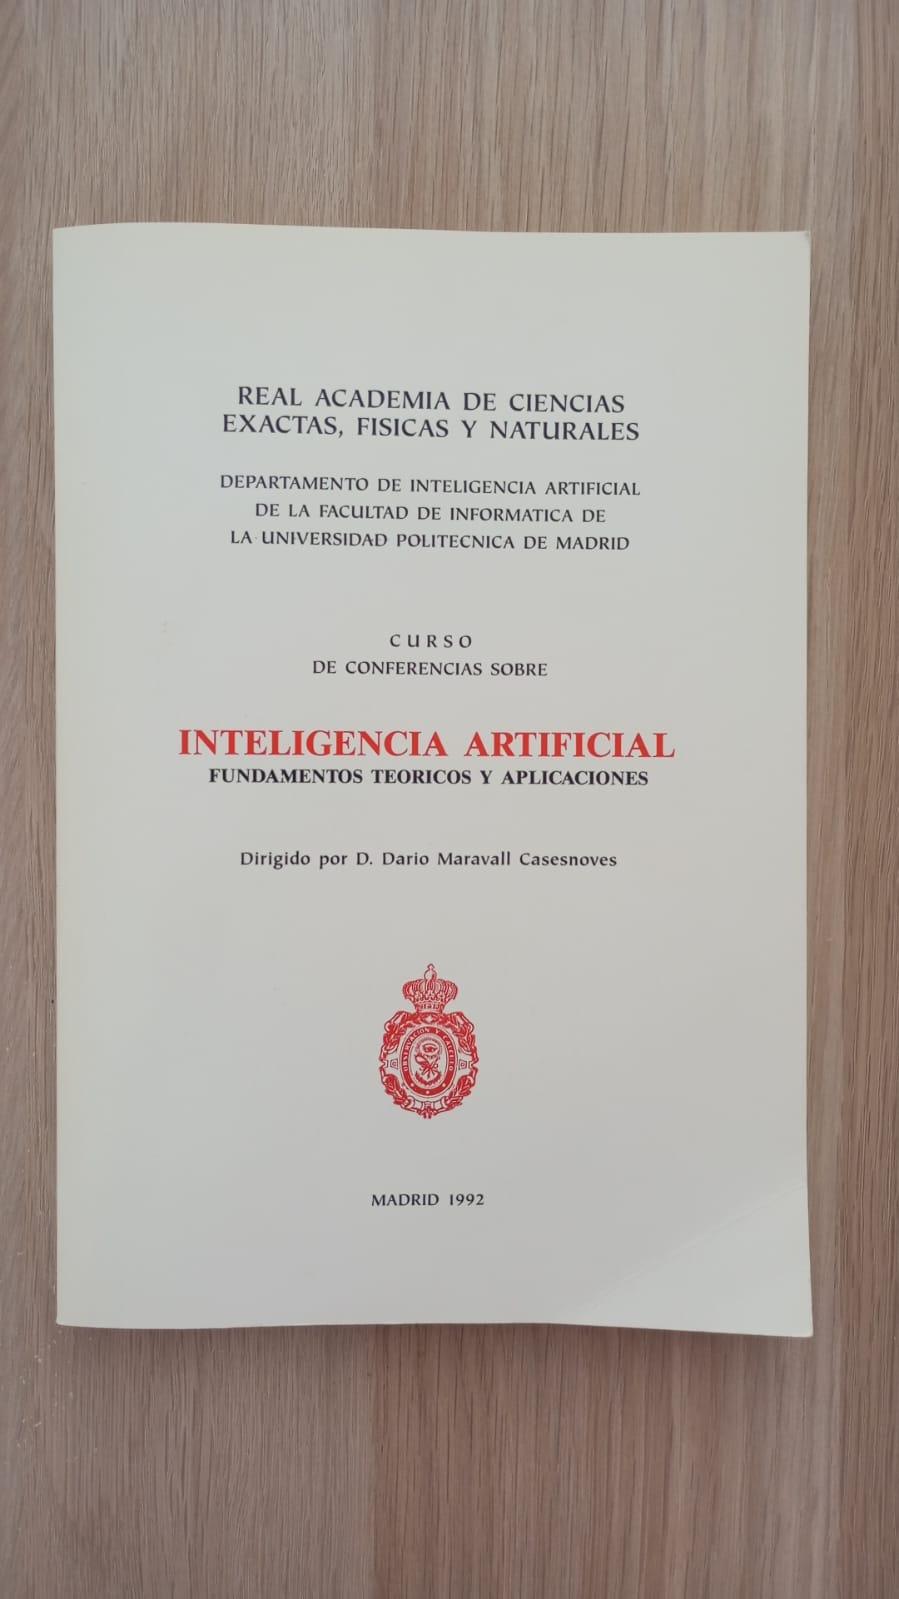 REAL ACADEMIA DE CIENCIAS
EXACTAS, FISICAS Y NATURALES
DEPARTAMENTO DE INTELIGENCIA ARTIFICIAL
DE LA FACULTAD DE INFORMATICA DE
LA UNIVERSIDAD POLITECNICA DE MADRID
CURSO
DE CONFERENCIAS SOBRE
INTELIGENCIA ARTIFICIAL
FUNDAMENTOS TEORICOS Y APLICACIONES
Dirigido por D. Dario Maravall Casesnoves
OBSERVACION Y CALCULO
MADRID 1992